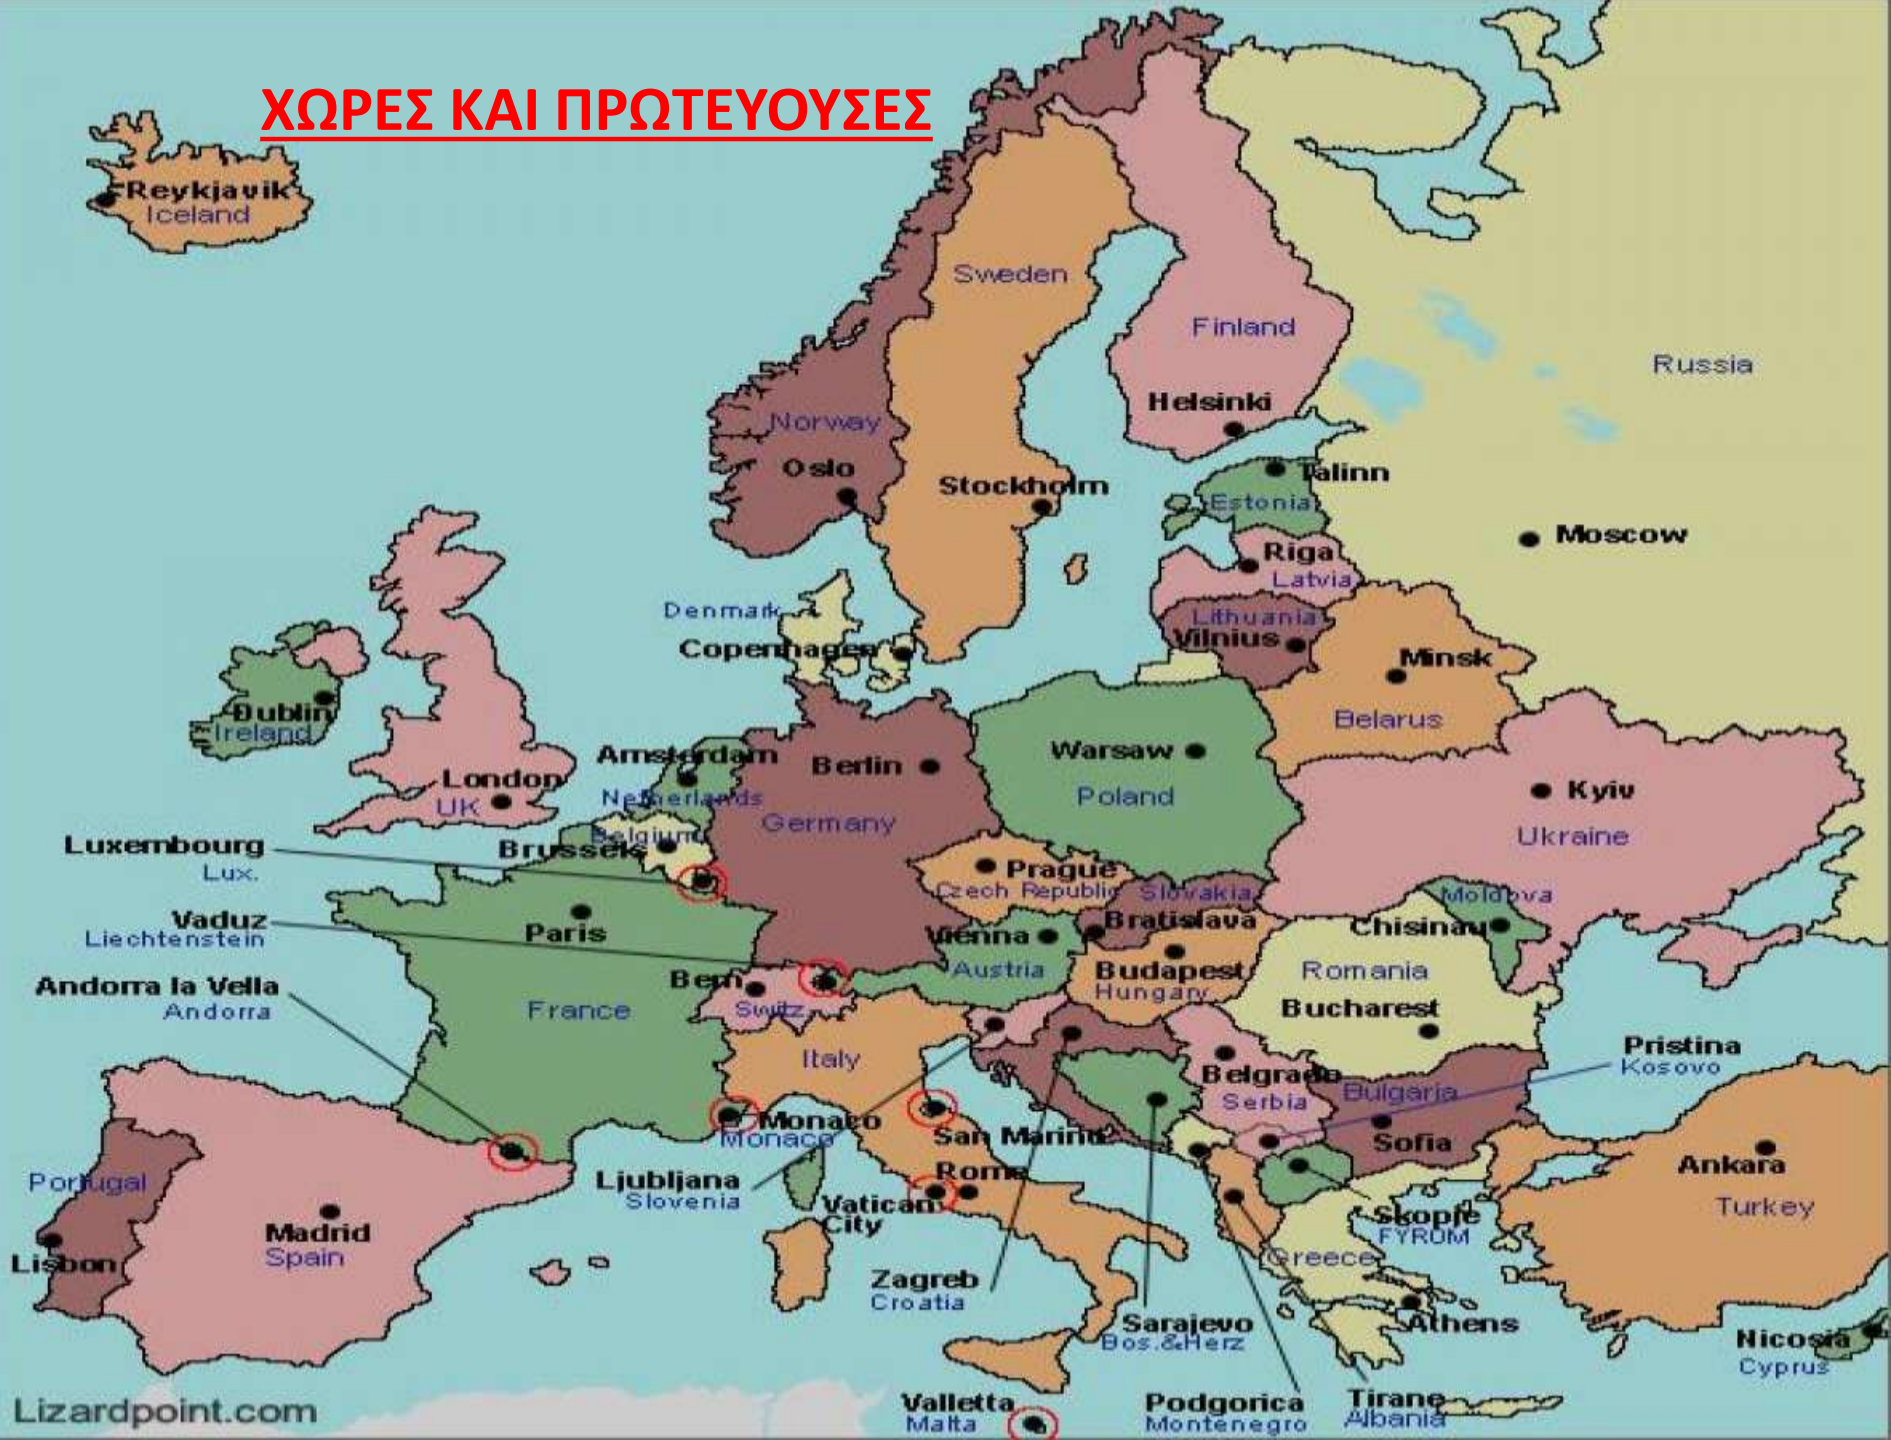 ΧΩΡΕΣ ΚΑΙ ΠΡΩΤΕΥΟΥΣΕΣ
Reykjavik
Iceland
Sweden
Finland
Russia
Helsinki
Norway
Oslo
Stockholm
Talinn
Estonia
Moscow
Riga
Latvia
Denmark
Lithuania
Vilnius
Copenhagen
Minsk
Belarus
Dublin
Ireland
London
UK
Amsterdam
Netherlands
Berlin
Germany
Warsaw
Poland
Kyiv
Ukraine
Belgium
Brussels
Luxembourg
Lux.
Prague
Czech Republic
Slovakia
Bratislava
Moldova
Chisinau
Vaduz
Liechtenstein
Paris
France
Vienna
Austria
Budapest
Hungary
Romania
Bucharest
Bern
Switz.
Andorra la Vella
Andorra
Italy
Pristina
Kosovo
Belgrade
Serbia
Bulgaria
Sofia
Monaco
Monaco
San Marino
Rome
Vatican
City
Ljubljana
Slovenia
Portugal
Lisbon
Madrid
Spain
Ankara
Turkey
Skopje
FYROM
Greece
Athens
Zagreb
Croatia
Sarajevo
Bos.&Herz
Nicosia
Cyprus
Valletta
Malta
Podgorica
Montenegro
Tirane
Albania
Lizardpoint.com